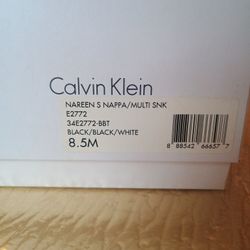 Calvin Klein
NAREEN S NAPPA/MULTI SNK
E2772
34E2772-BBT
BLACK/BLACK/WHITE
8.5M
8 88542 66657 7